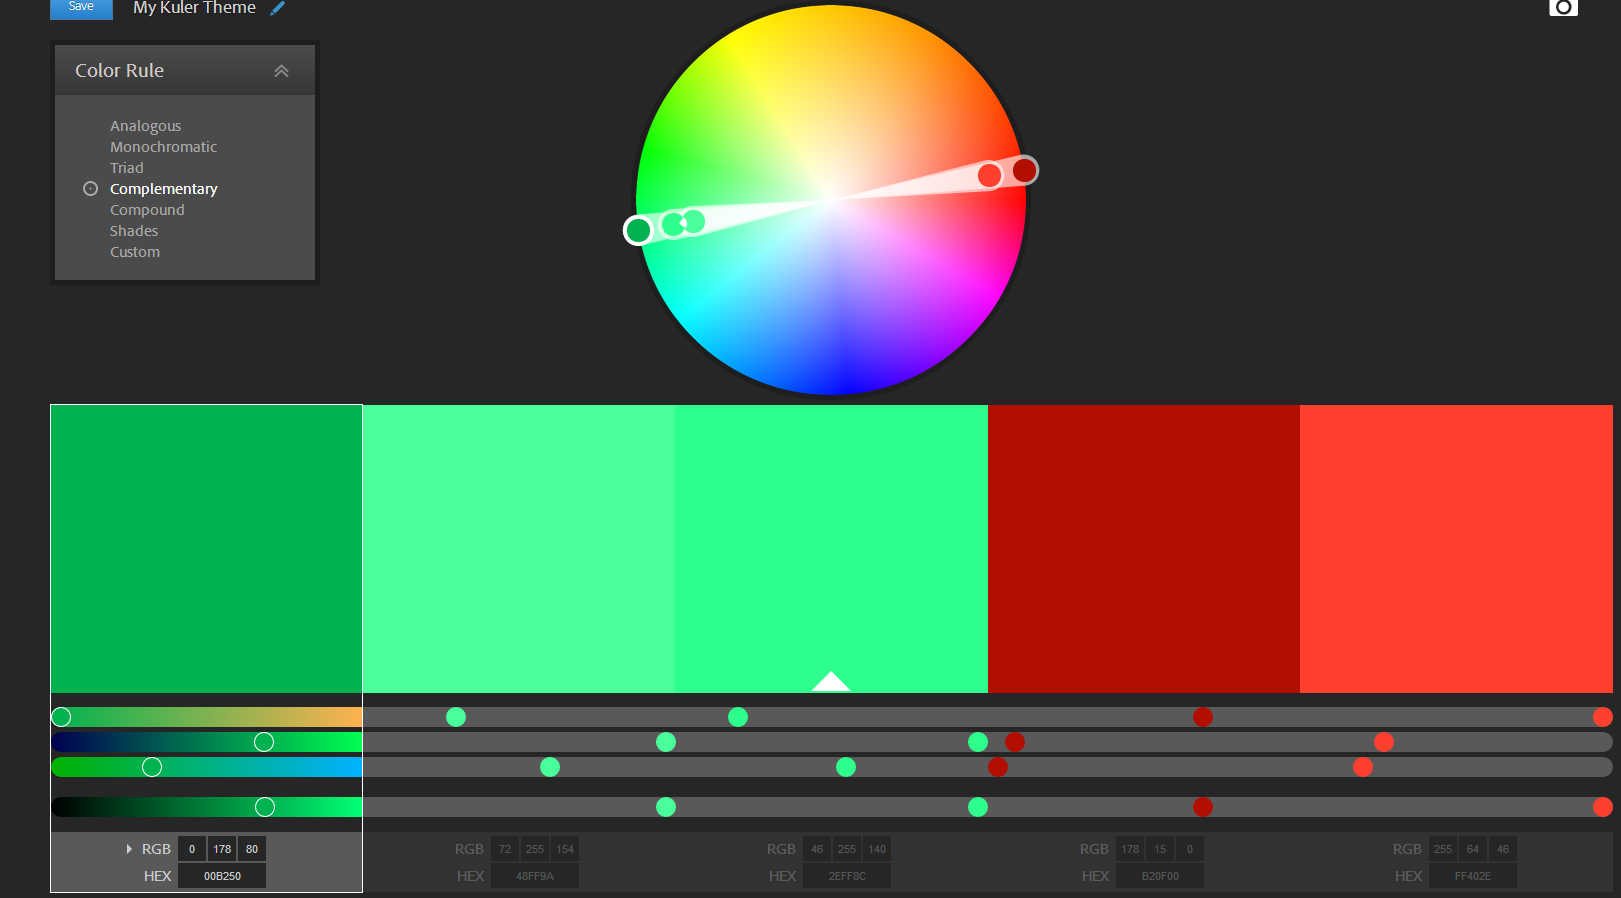 Save My Kuler Theme
Color Rule
Analogous
Monochromatic
Triad
Complementary
Compound
Shades
Custom
RGB 0 178 80 RGB 72 255 154 RGB 46 255 140 RGB 178 15 0 RGB 255 64 46
HEX 00B250 HEX 48FF9A HEX 2EFF8C HEX B20F00 HEX FF402E